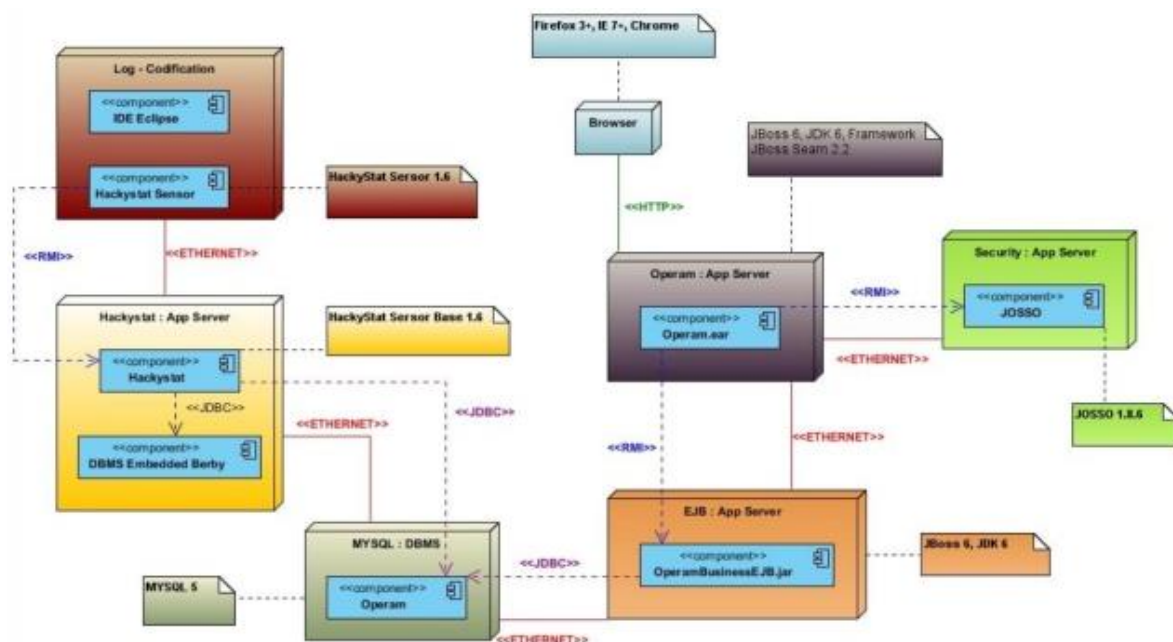 Firefox 3+, IE 7+, Chrome
Log - Codification
<<component>>
IDE Eclipse
<<component>>
Hackystat Sensor
HackyStat Sersor 1.6
Browser
JBoss 6, JDK 6, Framework
JBoss Seam 2.2
<<HTTP>>
<<RMI>>
<<ETHERNET>>
Operam : App Server
<<component>>
Operam.ear
<<RMI>>
Security : App Server
<<component>>
JOSSO
<<ETHERNET>>
JOSSO 1.8.6
Hackystat : App Server
HackyStat Sersor Base 1.6
<<component>>
Hackystat
<<JDBC>>
<<component>>
DBMS Embedded Berby
<<JDBC>>
<<ETHERNET>>
<<RMI>>
<<ETHERNET>>
MYSQL : DBMS
<<component>>
Operam
MYSQL 5
<<JDBC>>
EJB : App Server
<<component>>
OperamBusinessEJB.jar
JBoss 6, JDK 6
<<ETHERNET>>